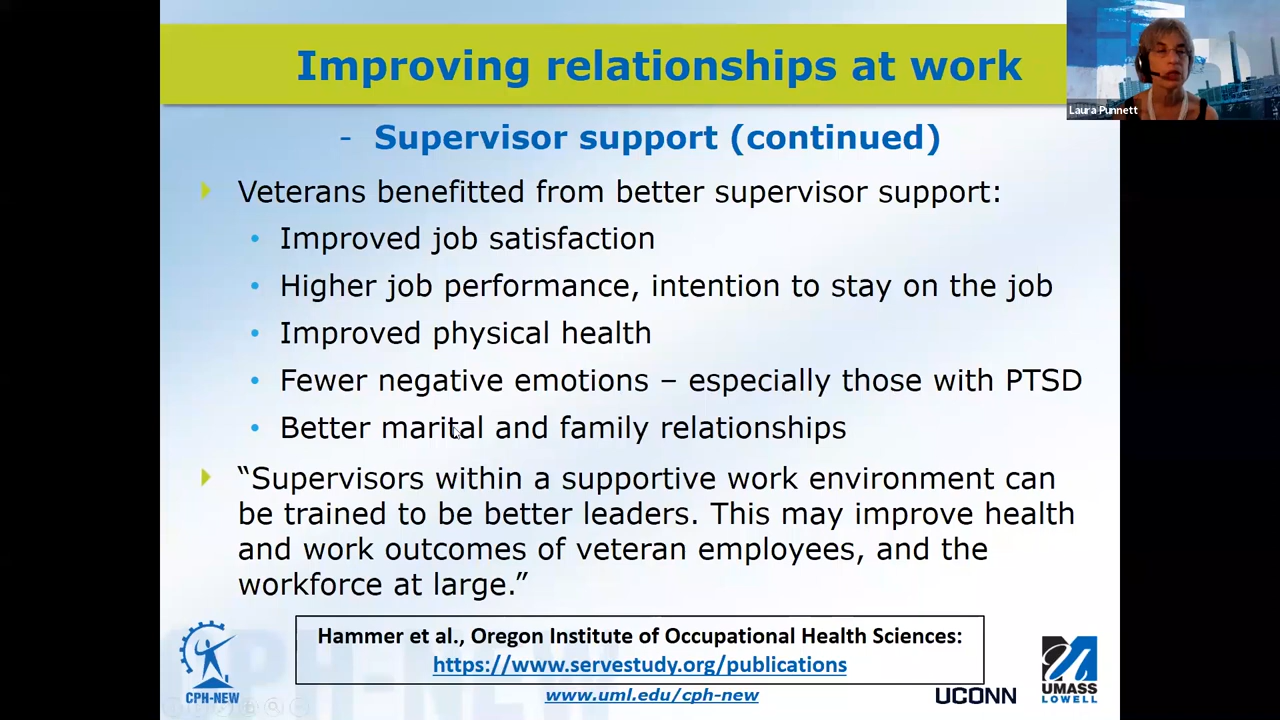 Improving relationships at work
Laura Punnett
- Supervisor support (continued)
Veterans benefitted from better supervisor support:
• Improved job satisfaction
• Higher job performance, intention to stay on the job
• Improved physical health
• Fewer negative emotions – especially those with PTSD
• Better marital and family relationships
“Supervisors within a supportive work environment can
be trained to be better leaders. This may improve health
and work outcomes of veteran employees, and the
workforce at large.”
Hammer et al., Oregon Institute of Occupational Health Sciences:
https://www.servestudy.org/publications
CPH-NEW
www.uml.edu/cph-new
UCONN
UMASS
LOWELL
CPH-NEW